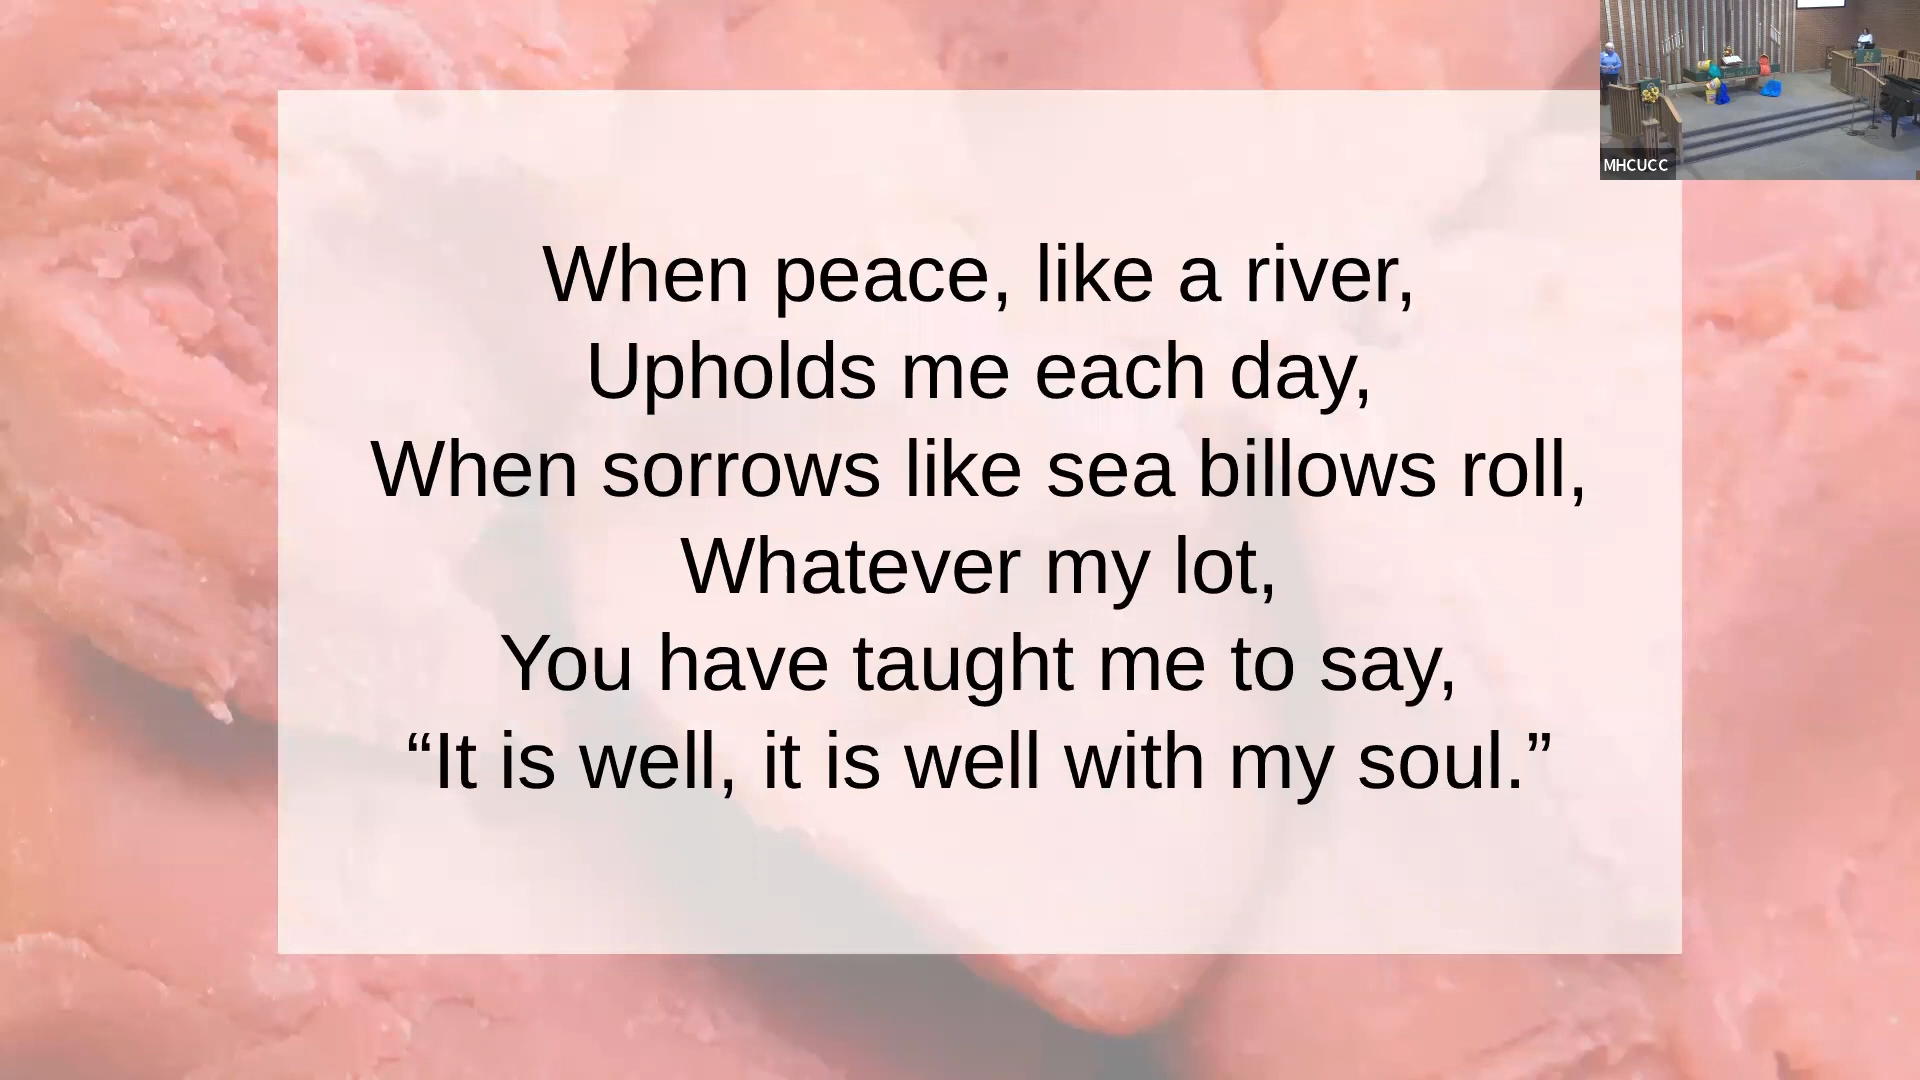 When peace, like a river,
Upholds me each day,
When sorrows like sea billows roll,
Whatever my lot,
You have taught me to say,
“It is well, it is well with my soul.”
MHCUCC